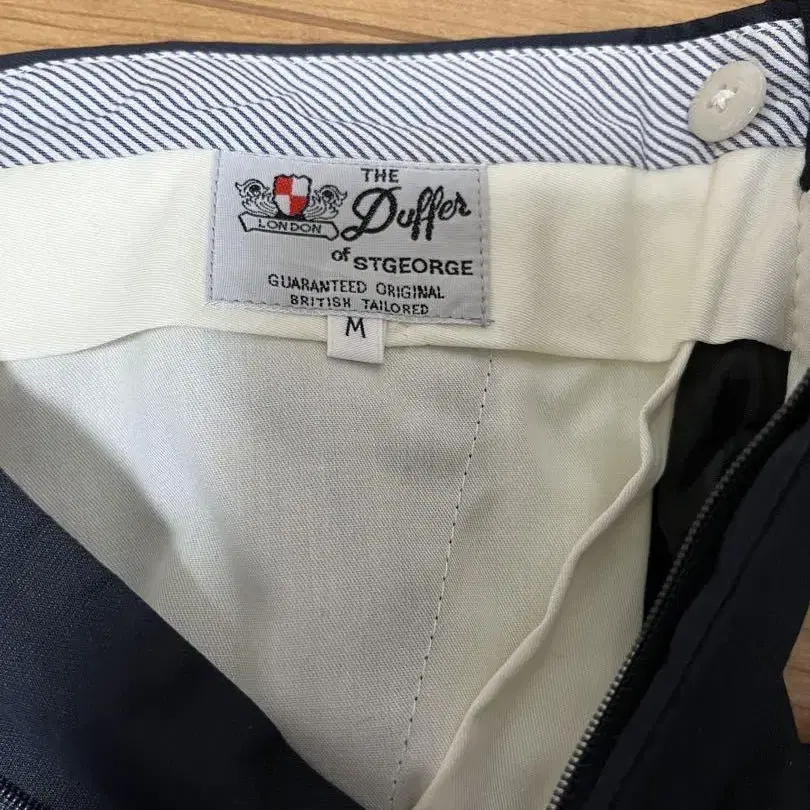 THE
Duffer
LONDON
of STGEORGE
GUARANTEED ORIGINAL
BRITISH TAILORED
M